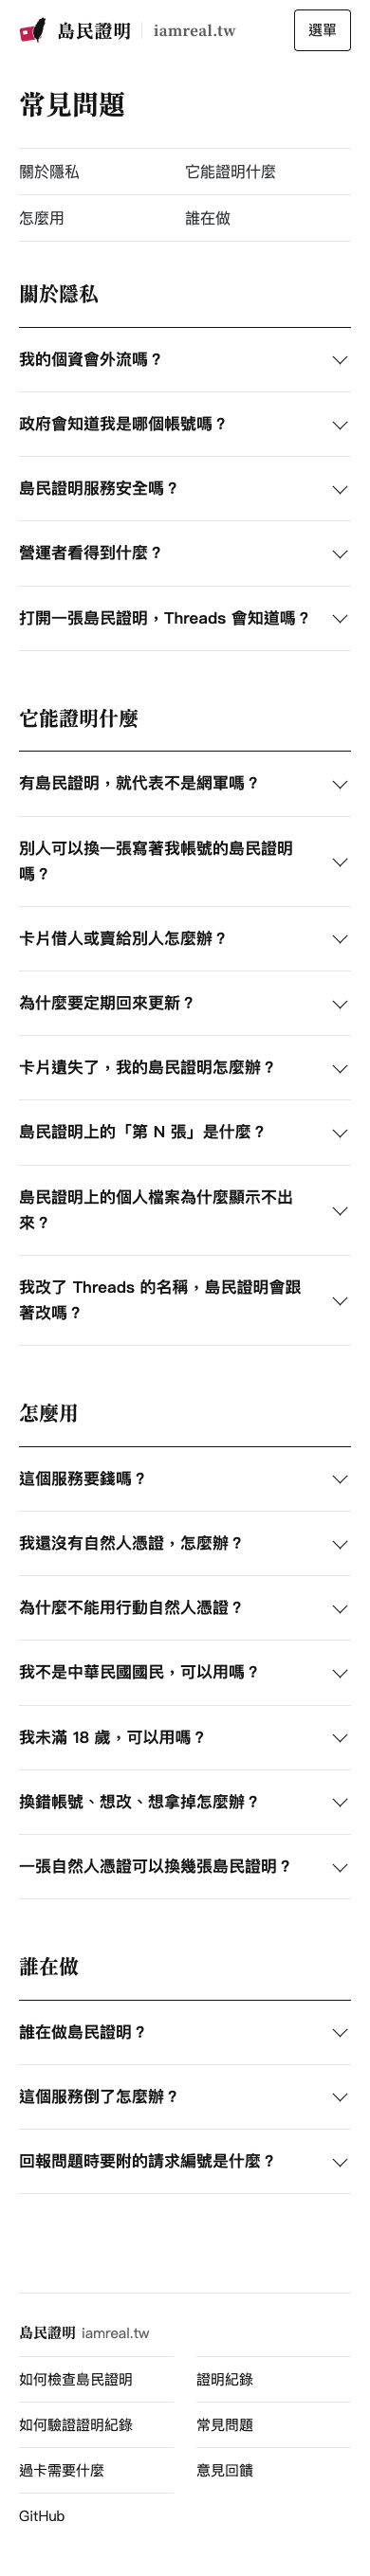 島民證明 iamreal.tw 選單
常見問題
關於隱私 它能證明什麼
怎麼用 誰在做
關於隱私
我的個資會外流嗎？
政府會知道我是哪個帳號嗎？
島民證明服務安全嗎？
營運者看得到什麼？
打開一張島民證明，Threads 會知道嗎？
它能證明什麼
有島民證明，就代表不是網軍嗎？
別人可以換一張寫著我帳號的島民證明
嗎？
卡片借人或賣給別人怎麼辦？
為什麼要定期回來更新？
卡片遺失了，我的島民證明怎麼辦？
島民證明上的「第 N 張」是什麼？
島民證明上的個人檔案為什麼顯示不出
來？
我改了 Threads 的名稱，島民證明會跟
著改嗎？
怎麼用
這個服務要錢嗎？
我還沒有自然人憑證，怎麼辦？
為什麼不能用行動自然人憑證？
我不是中華民國國民，可以用嗎？
我未滿 18 歲，可以用嗎？
換錯帳號、想改、想拿掉怎麼辦？
一張自然人憑證可以換幾張島民證明？
誰在做
誰在做島民證明？
這個服務倒了怎麼辦？
回報問題時要附的請求編號是什麼？
島民證明 iamreal.tw
如何檢查島民證明 證明紀錄
如何驗證證明紀錄 常見問題
過卡需要什麼 意見回饋
GitHub